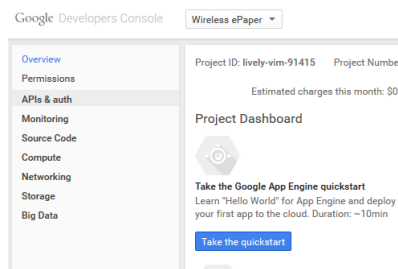 Google Developers Console
Wireless ePaper
Overview
Permissions
APIs & auth
Monitoring
Source Code
Compute
Networking
Storage
Big Data
Project ID: lively-vim-91415 Project Numbe
Estimated charges this month: $0
Project Dashboard
Take the Google App Engine quickstart
Learn "Hello World" for App Engine and deploy
your first app to the cloud. Duration: ~10min
Take the quickstart